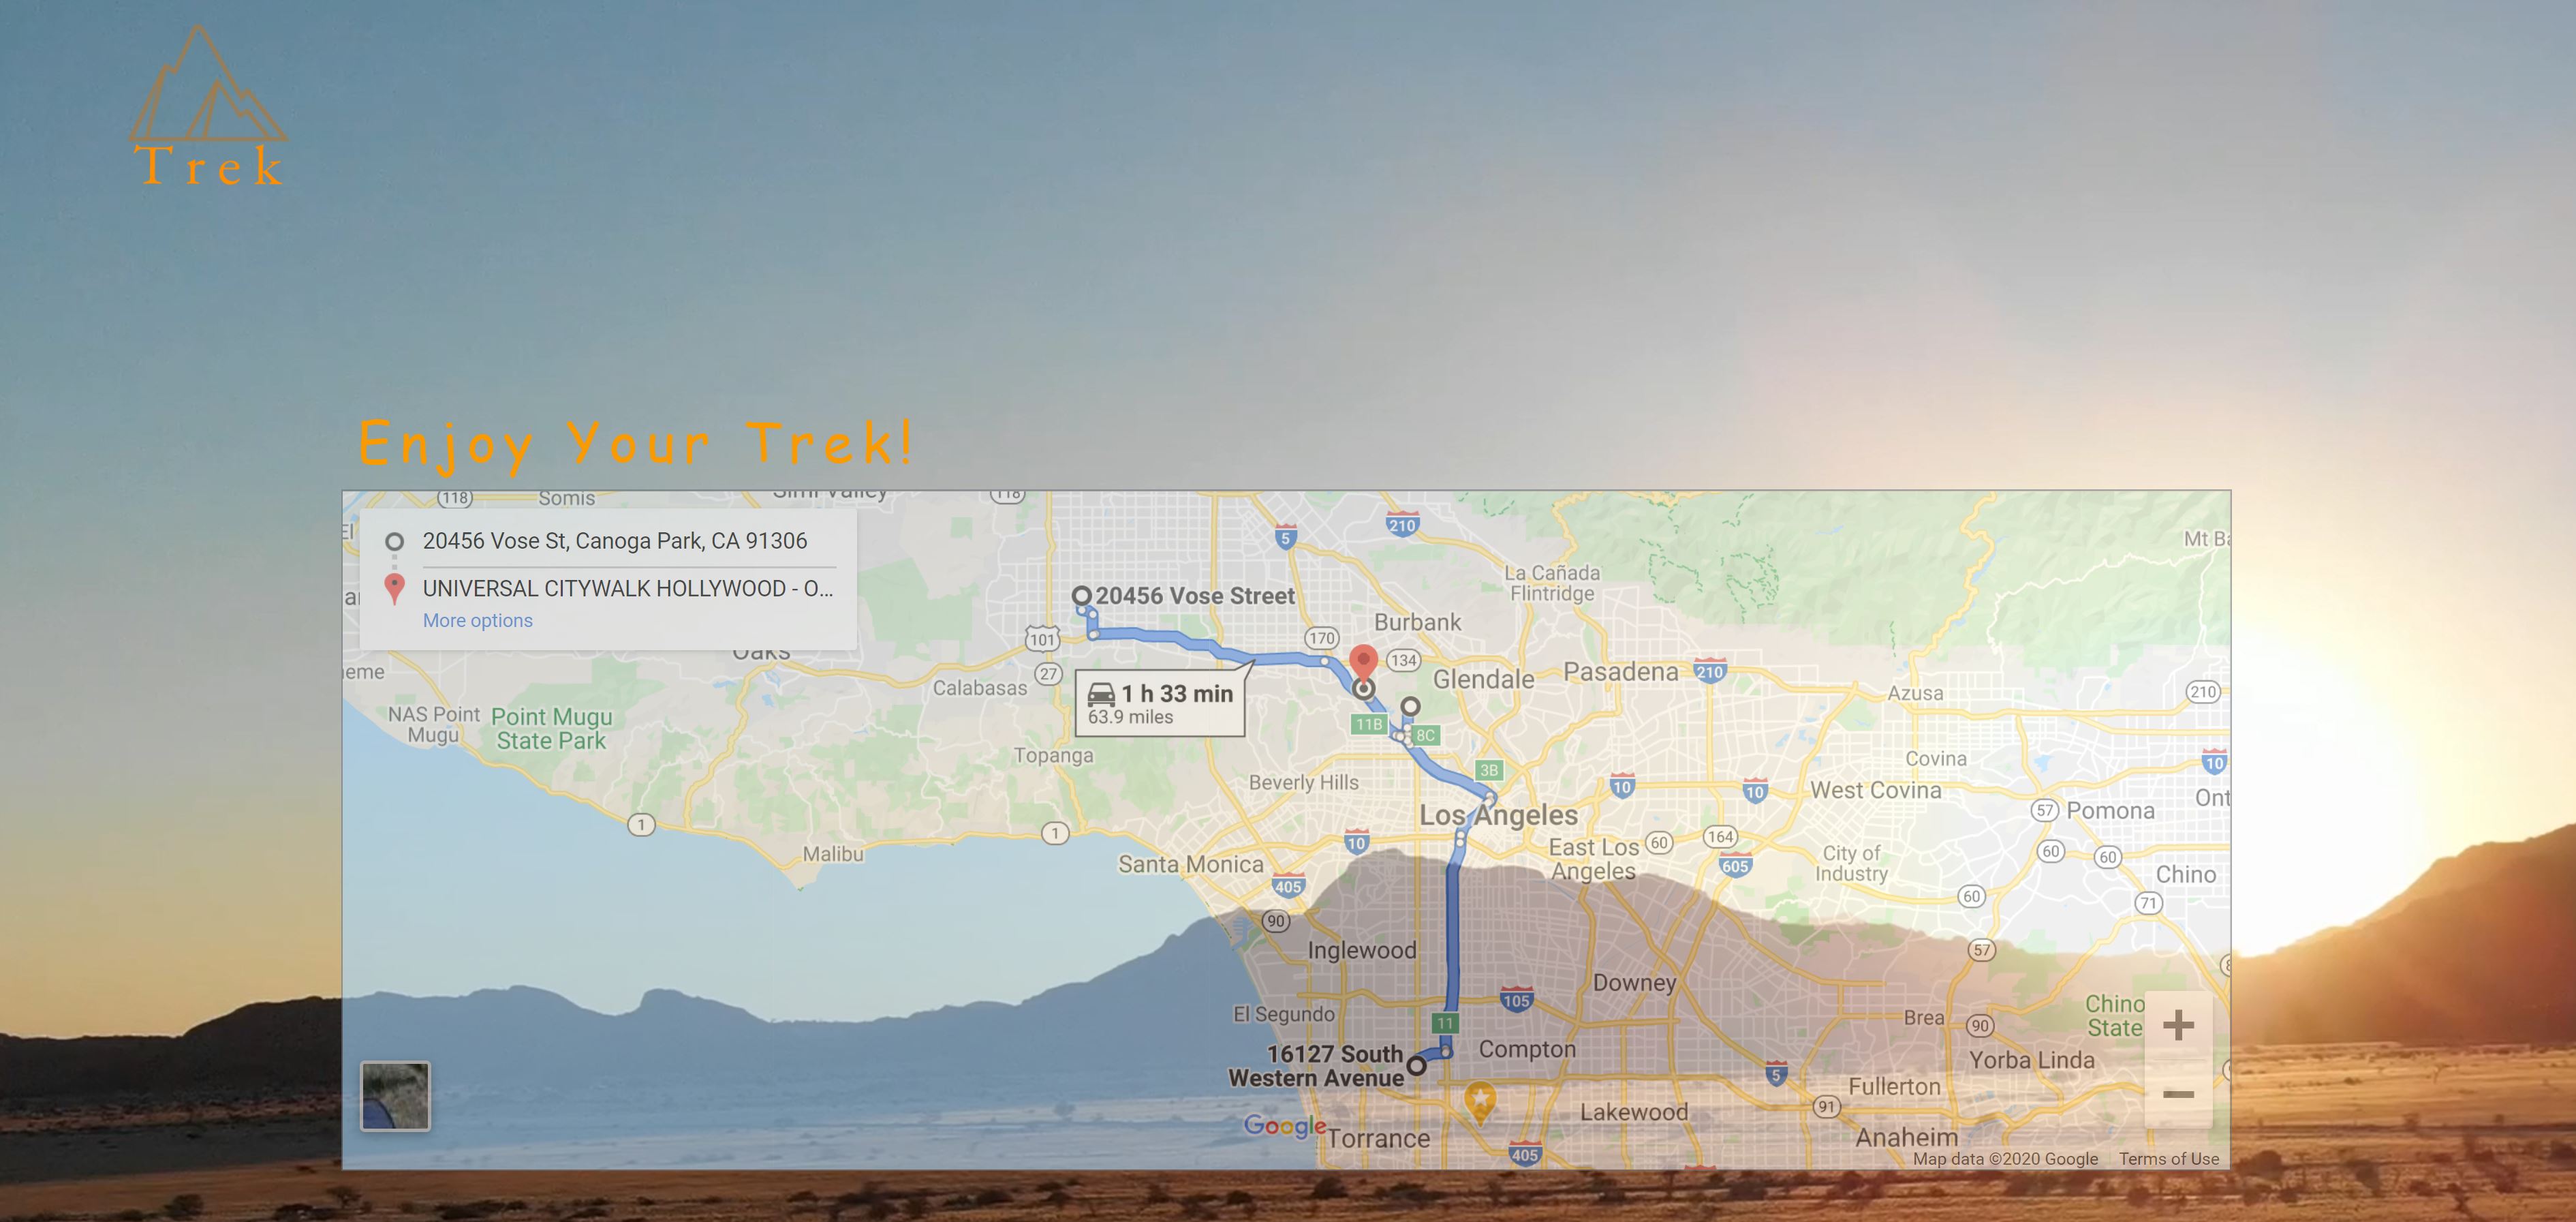 Trek
Enjoy Your Trek!
118
Somis
118
20456 Vose St, Canoga Park, CA 91306
UNIVERSAL CITYWALK HOLLYWOOD - O...
More options
5
210
La Cañada
Flintridge
20456 Vose Street
Burbank
101
170
134
27
Calabasas
Glendale
Pasadena
210
Azusa
210
1 h 33 min
63.9 miles
NAS Point
Mugu
Point Mugu
State Park
11B
8C
Topanga
Beverly Hills
3B
Covina
10
10
10
West Covina
57
Pomona
Los Angeles
1
1
10
Malibu
Santa Monica
East Los
Angeles
60
164
605
City of
Industry
60
60
Chino
405
60
71
90
Inglewood
57
Downey
105
El Segundo
11
Brea
90
Chino
State
16127 South
Western Avenue
Compton
Yorba Linda
5
Fullerton
91
Lakewood
Google
Torrance
405
Anaheim
Map data ©2020 Google
Terms of Use